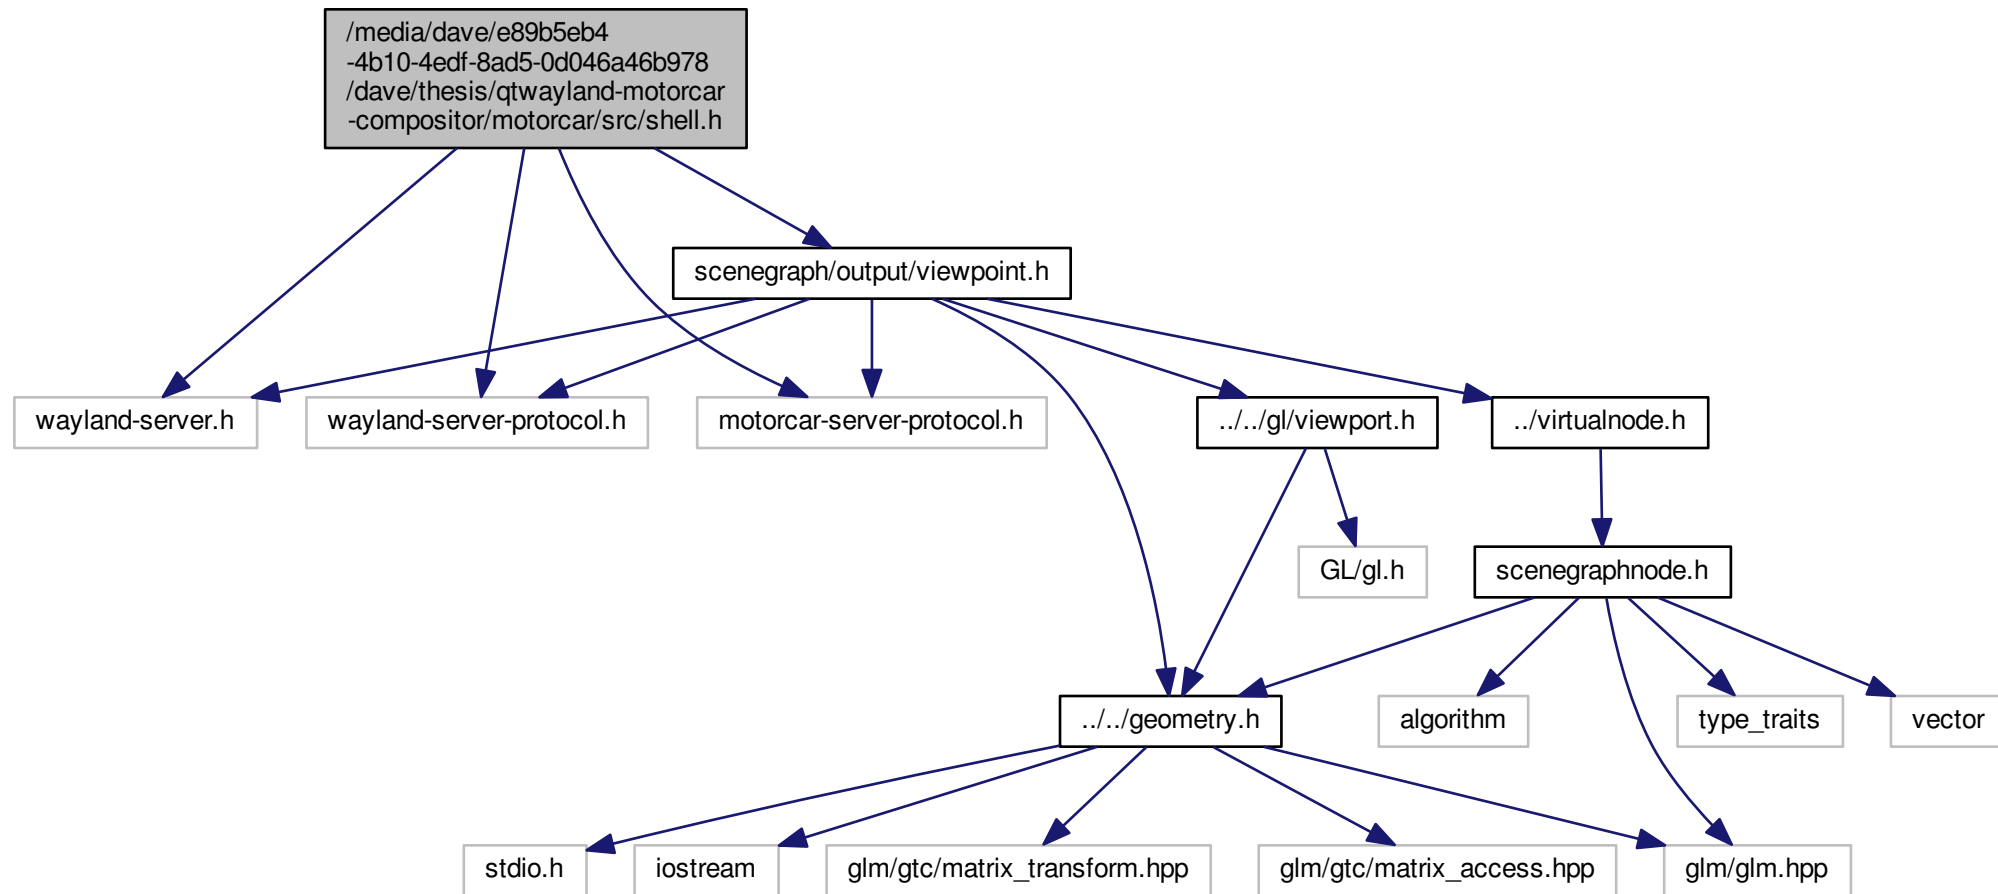 /media/dave/e89b5eb4
-4b10-4edf-8ad5-0d046a46b978
/dave/thesis/qtwayland-motorcar
-compositor/motorcar/src/shell.h
scenegraph/output/viewpoint.h
wayland-server.h
wayland-server-protocol.h
motorcar-server-protocol.h
../../gl/viewport.h
../virtualnode.h
GL/gl.h
scenegraphnode.h
../../geometry.h
algorithm
type_traits
vector
stdio.h
iostream
glm/gtc/matrix_transform.hpp
glm/gtc/matrix_access.hpp
glm/glm.hpp